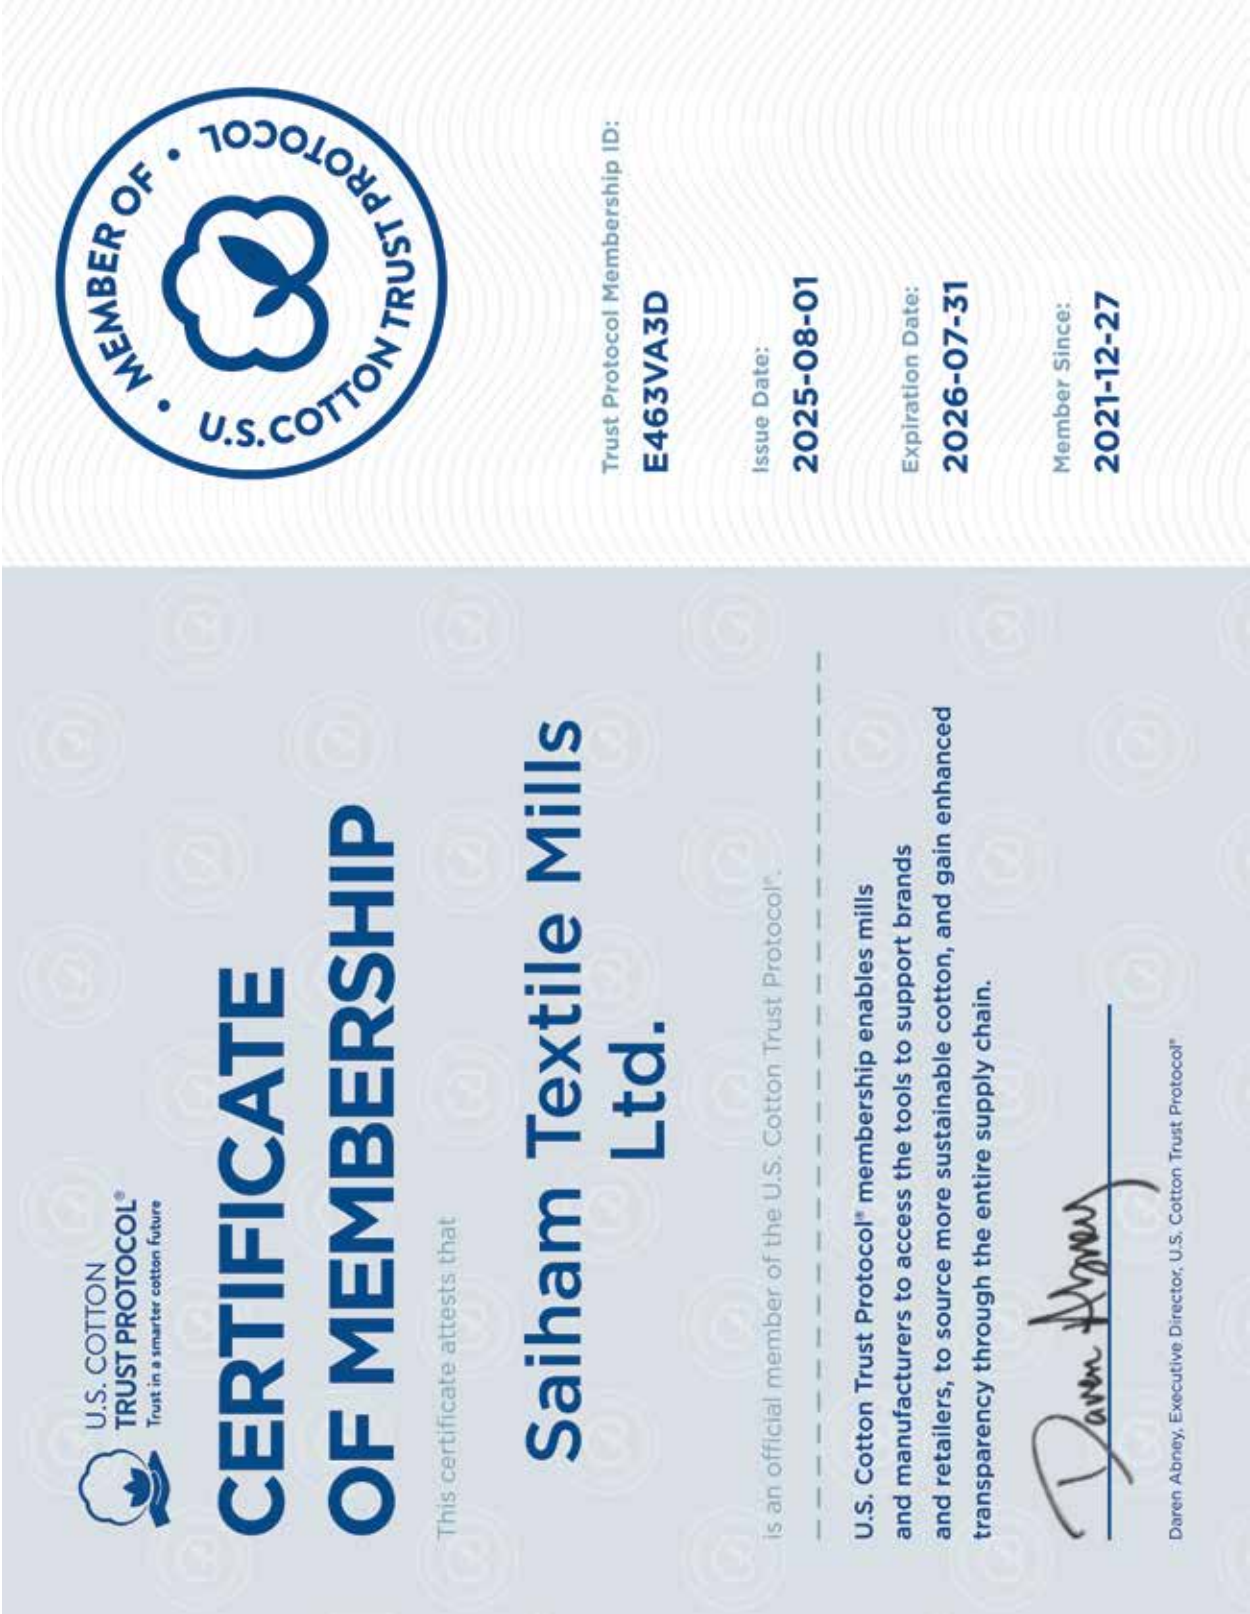 U.S. COTTON
TRUST PROTOCOL®
Trust in a smarter cotton future
CERTIFICATE
OF MEMBERSHIP
This certificate attests that
Saiham Textile Mills
Ltd.
is an official member of the U.S. Cotton Trust Protocol®.
U.S. Cotton Trust Protocol® membership enables mills
and manufacturers to access the tools to support brands
and retailers, to source more sustainable cotton, and gain enhanced
transparency through the entire supply chain.
Daren Abney
Daren Abney, Executive Director, U.S. Cotton Trust Protocol®
• MEMBER OF •
U.S. COTTON TRUST PROTOCOL
Trust Protocol Membership ID:
E463VA3D
Issue Date:
2025-08-01
Expiration Date:
2026-07-31
Member Since:
2021-12-27